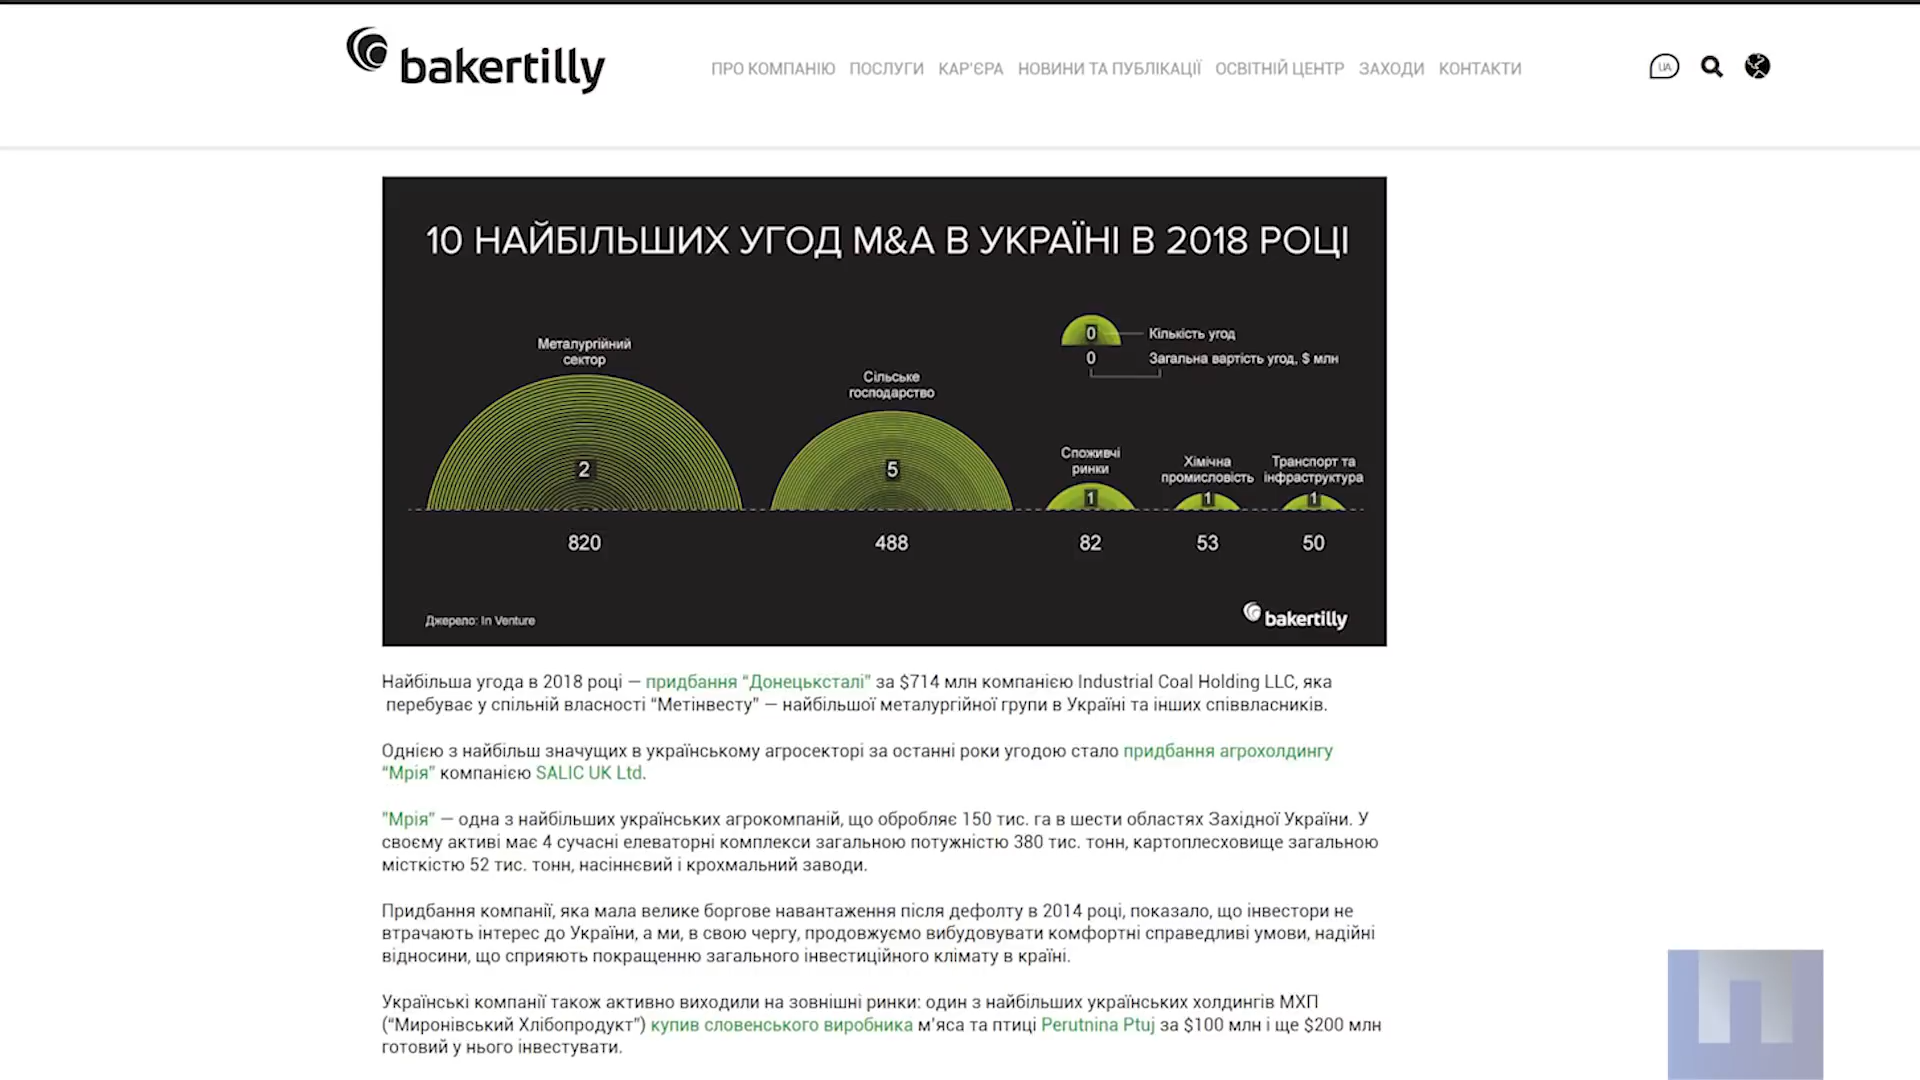 bakertilly
ПРО КОМПАНІЮ ПОСЛУГИ КАР'ЄРА НОВИНИ ТА ПУБЛІКАЦІЇ ОСВІТНІЙ ЦЕНТР ЗАХОДИ КОНТАКТИ
UA
10 НАЙБІЛЬШИХ УГОД M&A В УКРАЇНІ В 2018 РОЦІ
0 Кількість угод
0 Загальна вартість угод, $ млн
Металургійний
сектор
2
820
Сільське
господарство
5
488
Споживчі
ринки
1
82
Хімічна
промисловість
1
53
Транспорт та
інфраструктура
1
50
Джерело: In Venture
bakertilly
Найбільша угода в 2018 році — придбання “Донецьксталі” за $714 млн компанією Industrial Coal Holding LLC, яка
перебуває у спільній власності “Метінвесту” — найбільшої металургійної групи в Україні та інших співвласників.
Однією з найбільш значущих в українському агросекторі за останні роки угодою стало придбання агрохолдингу
“Мрія” компанією SALIC UK Ltd.
"Мрія” — одна з найбільших українських агрокомпаній, що обробляє 150 тис. га в шести областях Західної України. У
своєму активі має 4 сучасні елеваторні комплекси загальною потужністю 380 тис. тонн, картоплесховище загальною
місткістю 52 тис. тонн, насіннєвий і крохмальний заводи.
Придбання компанії, яка мала велике боргове навантаження після дефолту в 2014 році, показало, що інвестори не
втрачають інтерес до України, а ми, в свою чергу, продовжуємо вибудовувати комфортні справедливі умови, надійні
відносини, що сприяють покращенню загального інвестиційного клімату в країні.
Українські компанії також активно виходили на зовнішні ринки: один з найбільших українських холдингів МХП
(“Миронівський Хлібопродукт”) купив словенського виробника м’яса та птиці Perutnina Ptuj за $100 млн і ще $200 млн
готовий у нього інвестувати.